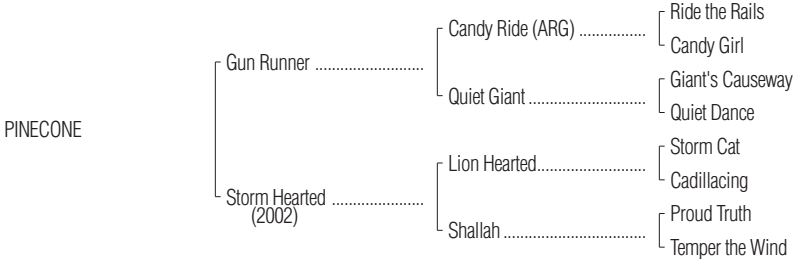 Ride the Rails
Candy Ride (ARG) ................
Candy Girl
Gun Runner ..........................
Giant's Causeway
Quiet Giant ............................
Quiet Dance
PINECONE
Storm Cat
Lion Hearted..........................
Cadillacing
Storm Hearted ......................
(2002)
Proud Truth
Shallah ..................................
Temper the Wind